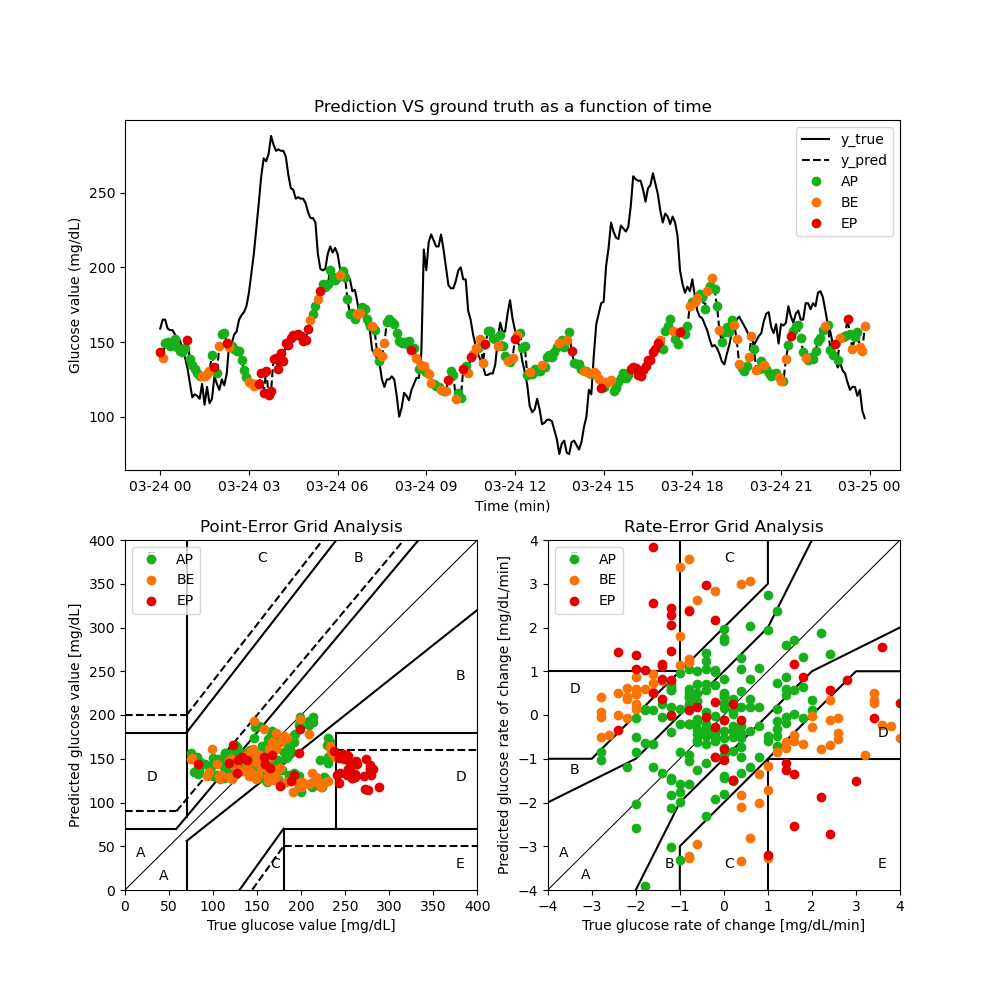 Prediction VS ground truth as a function of time
Glucose value (mg/dL)
250
200
150
100
y_true
y_pred
AP
BE
EP
03-24 00 03-24 03 03-24 06 03-24 09 03-24 12 03-24 15 03-24 18 03-24 21 03-25 00
Time (min)
Point-Error Grid Analysis
Predicted glucose value [mg/dL]
400
350
300
250
200
150
100
50
0
AP
BE
EP
C
B
B
D
D
A
A
C
E
0 50 100 150 200 250 300 350 400
True glucose value [mg/dL]
Rate-Error Grid Analysis
Predicted glucose rate of change [mg/dL/min]
4
3
2
1
0
−1
−2
−3
−4
AP
BE
EP
C
D
D
B
A
A
B
C
E
−4 −3 −2 −1 0 1 2 3 4
True glucose rate of change [mg/dL/min]